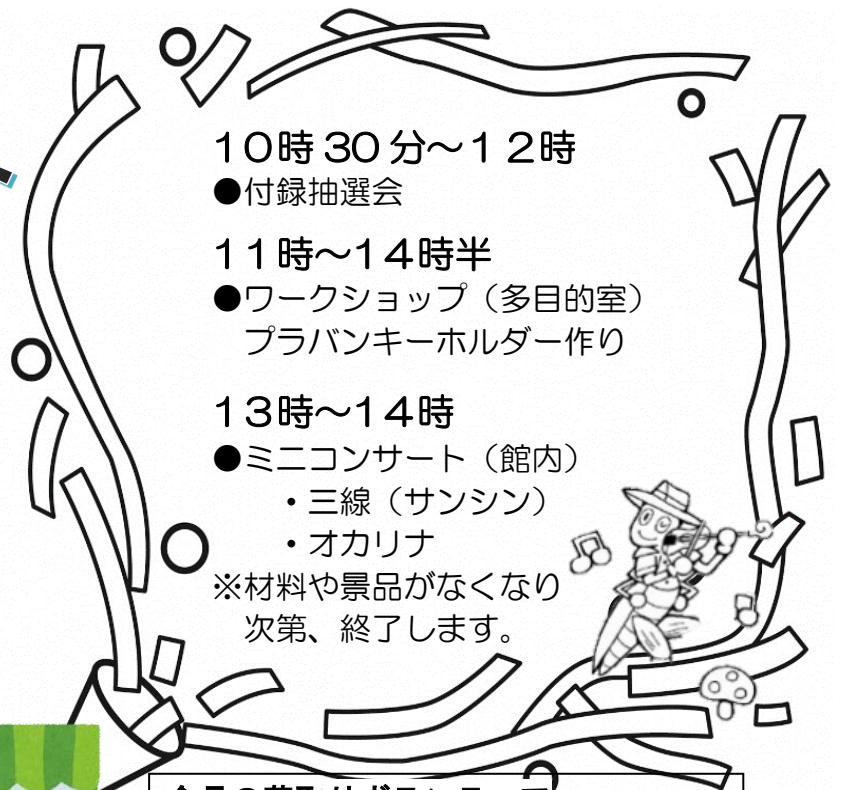 10時30分～12時
●付録抽選会
11時～14時半
●ワークショップ（多目的室）
プラバンキーホルダー作り
13時～14時
●ミニコンサート（館内）
・三線（サンシン）
・オカリナ
※材料や景品がなくなり
次第、終了します。